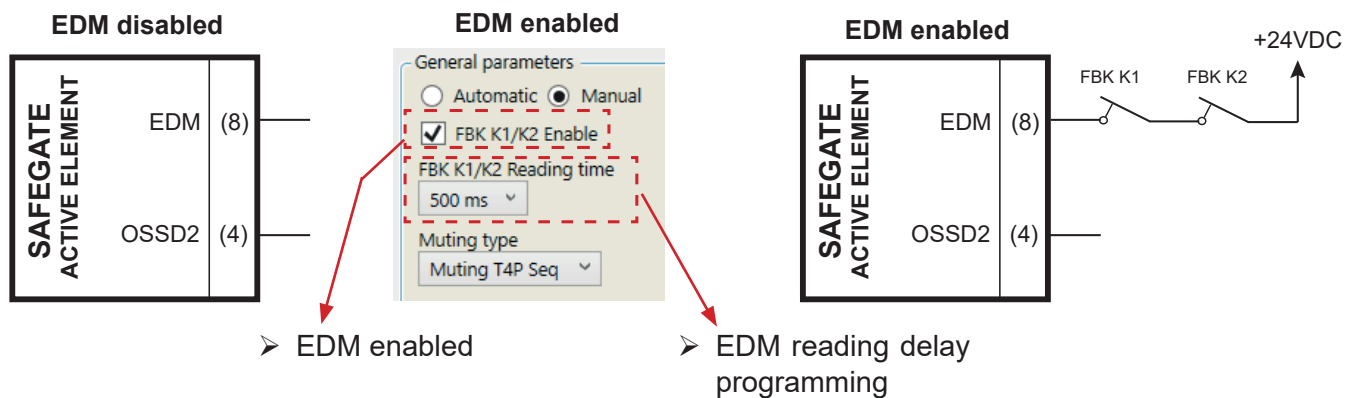 EDM disabled
SAFEGATE
ACTIVE ELEMENT
EDM (8)
OSSD2 (4)
EDM enabled
General parameters
Automatic Manual
FBK K1/K2 Enable
FBK K1/K2 Reading time
500 ms
Muting type
Muting T4P Seq
➢ EDM enabled
➢ EDM reading delay
programming
EDM enabled
SAFEGATE
ACTIVE ELEMENT
EDM (8)
OSSD2 (4)
FBK K1 FBK K2
+24VDC